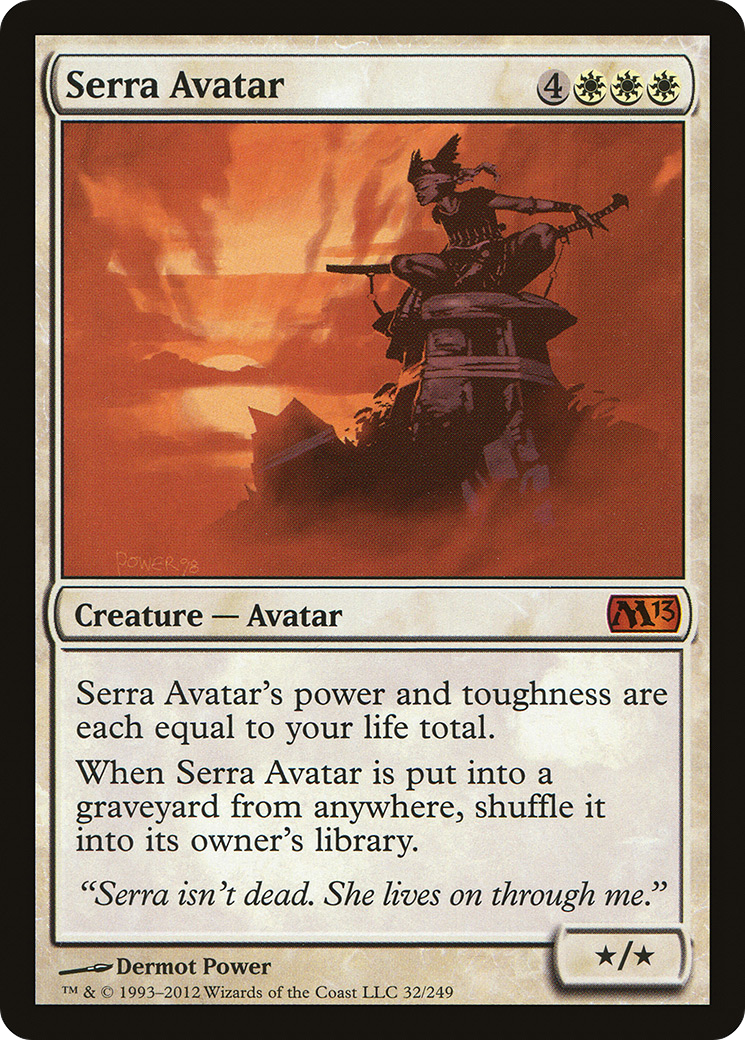 Serra Avatar
4
POWER 98
Creature — Avatar
M13
Serra Avatar's power and toughness are
each equal to your life total.
When Serra Avatar is put into a
graveyard from anywhere, shuffle it
into its owner's library.
“Serra isn't dead. She lives on through me.”
★/★
Dermot Power
™ & © 1993–2012 Wizards of the Coast LLC 32/249